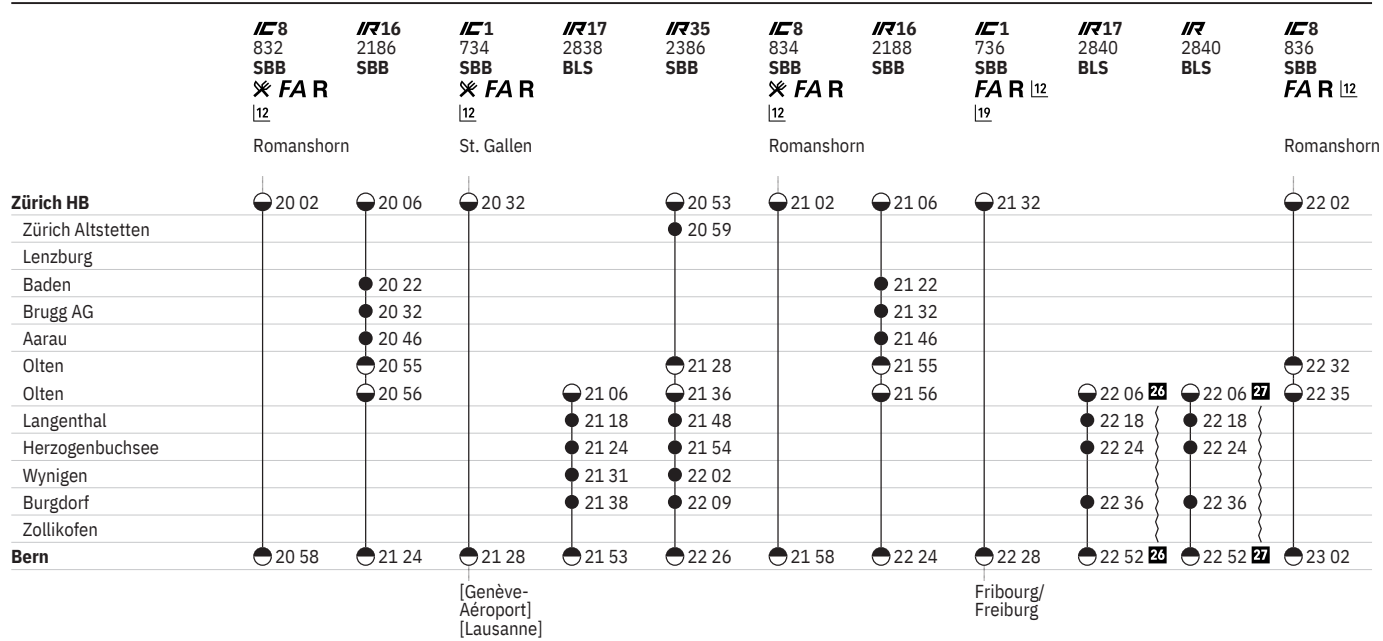 IC8 IR16 IC1 IR17 IR35 IC8 IR16 IC1 IR17 IR IC8
832 2186 734 2838 2386 834 2188 736 2840 2840 836
SBB SBB SBB BLS SBB SBB SBB SBB BLS BLS SBB
FA R FA R FA R FA R 12 FA R 12
12 12 12 19
Romanshorn St. Gallen Romanshorn Romanshorn
Zürich HB 20 02 20 06 20 32 20 53 21 02 21 06 21 32 22 02
Zürich Altstetten 20 59
Lenzburg
Baden 20 22 21 22
Brugg AG 20 32 21 32
Aarau 20 46 21 46
Olten 20 55 21 28 21 55 22 32
Olten 20 56 21 06 21 36 21 56 22 06 26 22 06 27 22 35
Langenthal 21 18 21 48 22 18 22 18
Herzogenbuchsee 21 24 21 54 22 24 22 24
Wynigen 21 31 22 02
Burgdorf 21 38 22 09 22 36 22 36
Zollikofen
Bern 20 58 21 24 21 28 21 53 22 26 21 58 22 24 22 28 22 52 26 22 52 27 23 02
[Genève- Fribourg/
Aéroport] Freiburg
[Lausanne]